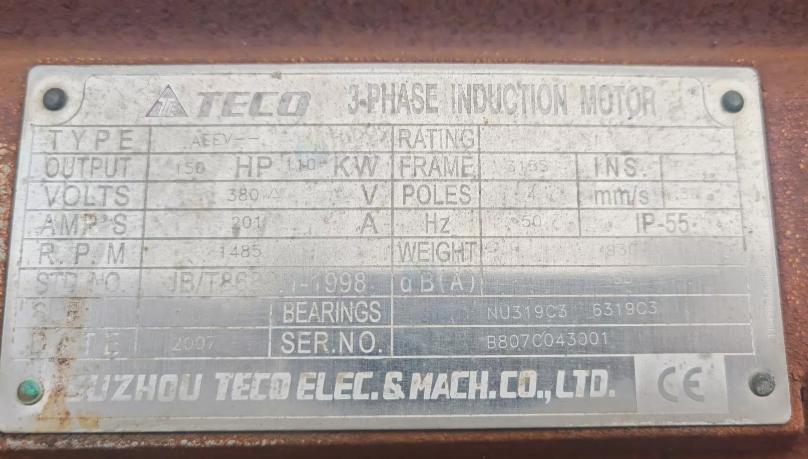 TECO 3-PHASE INDUCTION MOTOR
TYPE AEEV-- RATING
OUTPUT 150 HP 110 KW FRAME INS.
VOLTS 380 V POLES 4 mm/s
AMP'S 201 A Hz 50 IP-55
R.P.M 1485 WEIGHT
STD NO. dB(A)
BEARINGS NU319C3 6319C3
DATE 2007 SER.NO. B807C043001
SUZHOU TECO ELEC.& MACH.CO.,LTD. CE